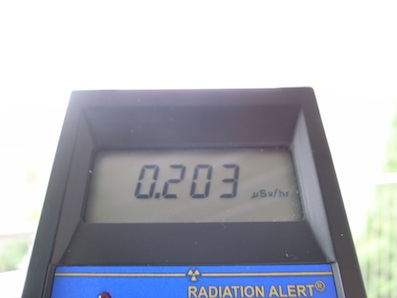 0.203 µSv/hr
RADIATION ALERT®